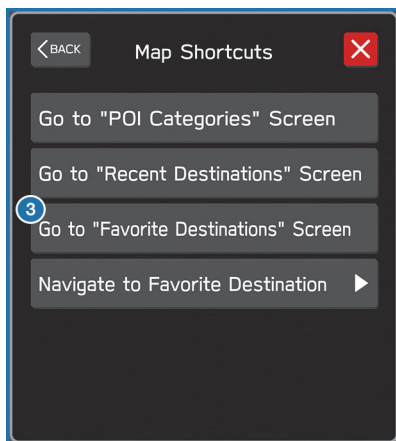 BACK
Map Shortcuts
Go to "POI Categories" Screen
Go to "Recent Destinations" Screen
3
Go to "Favorite Destinations" Screen
Navigate to Favorite Destination